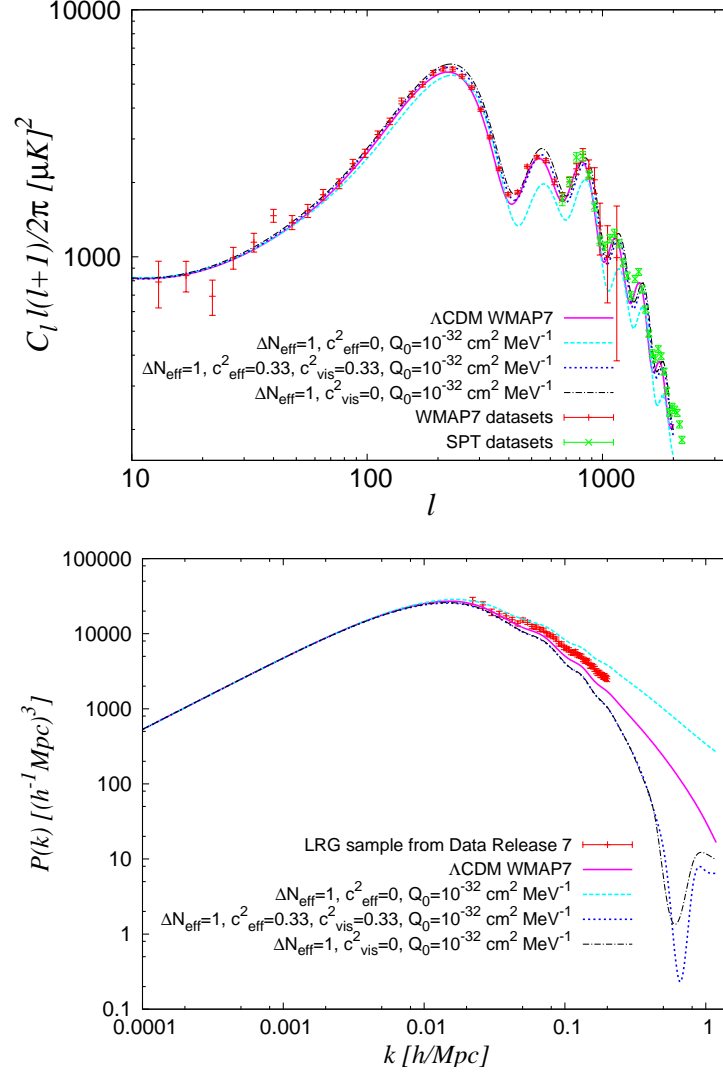 10000
1000
C_l l(l+1)/2π [μK]^2
ΛCDM WMAP7
ΔN_eff=1, c^2_eff=0, Q_0=10^-32 cm^2 MeV^-1
ΔN_eff=1, c^2_eff=0.33, c^2_vis=0.33, Q_0=10^-32 cm^2 MeV^-1
ΔN_eff=1, c^2_vis=0, Q_0=10^-32 cm^2 MeV^-1
WMAP7 datasets
SPT datasets
10 100 1000
l
100000
10000
1000
100
10
1
0.1
P(k) [(h^-1 Mpc)^3]
LRG sample from Data Release 7
ΛCDM WMAP7
ΔN_eff=1, c^2_eff=0, Q_0=10^-32 cm^2 MeV^-1
ΔN_eff=1, c^2_eff=0.33, c^2_vis=0.33, Q_0=10^-32 cm^2 MeV^-1
ΔN_eff=1, c^2_vis=0, Q_0=10^-32 cm^2 MeV^-1
0.0001 0.001 0.01 0.1 1
k [h/Mpc]